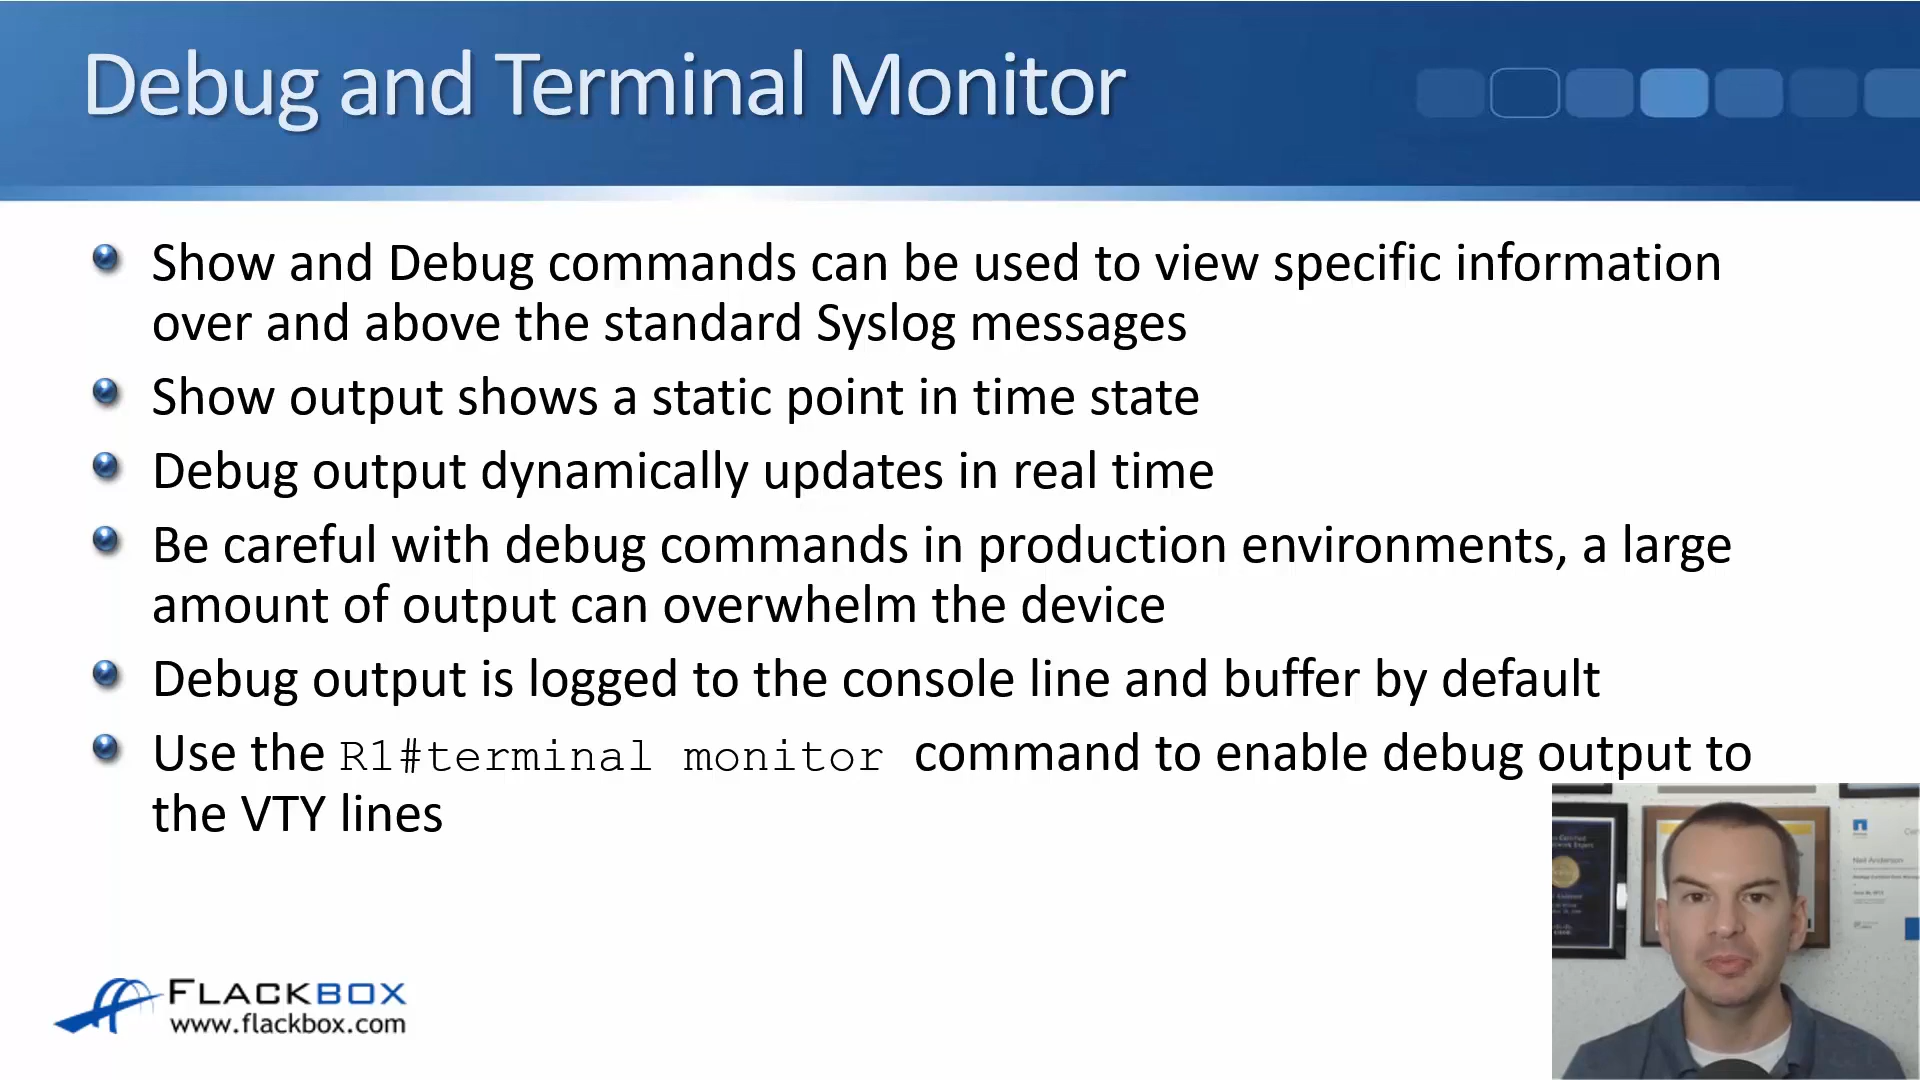 Debug and Terminal Monitor
Show and Debug commands can be used to view specific information
over and above the standard Syslog messages
Show output shows a static point in time state
Debug output dynamically updates in real time
Be careful with debug commands in production environments, a large
amount of output can overwhelm the device
Debug output is logged to the console line and buffer by default
Use the R1#terminal monitor command to enable debug output to
the VTY lines
FLACKBOX
www.flackbox.com
Neil Anderson